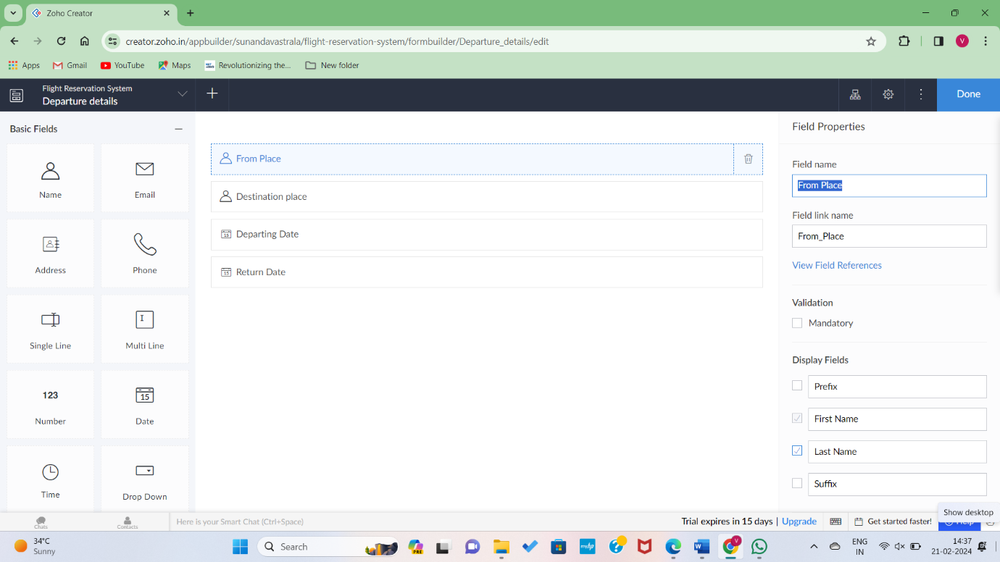 Zoho Creator
creator.zoho.in/appbuilder/sunandavastrala/flight-reservation-system/formbuilder/Departure_details/edit
V
Apps
Gmail
YouTube
Maps
Revolutionizing the...
New folder
Flight Reservation System
Departure details
Done
Basic Fields
Name
Email
Address
Phone
Single Line
Multi Line
123
Number
15
Date
Time
Drop Down
From Place
Destination place
15 Departing Date
15 Return Date
Field Properties
Field name
From Place
Field link name
From_Place
View Field References
Validation
Mandatory
Display Fields
Prefix
First Name
Last Name
Suffix
Show desktop
Chats
Contacts
Here is your Smart Chat (Ctrl+Space)
Trial expires in 15 days | Upgrade
Get started faster!
Help
34°C
Sunny
Search
PRE
myhp
V
ENG
IN
14:37
21-02-2024